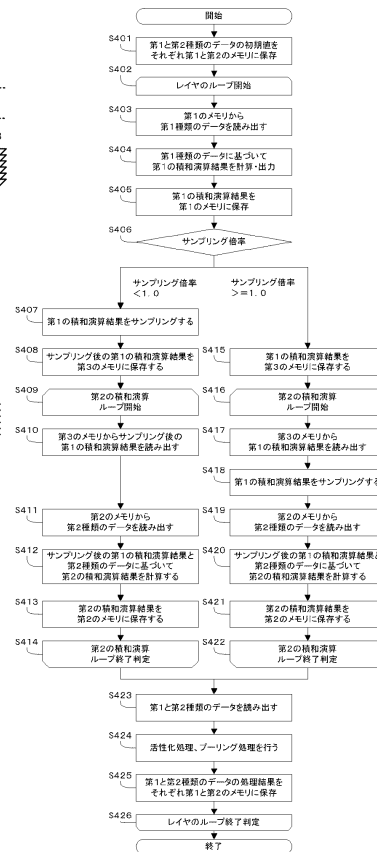 開始
S401
第1と第2種類のデータの初期値を
それぞれ第1と第2のメモリに保存
S402
レイヤのループ開始
S403
第1のメモリから
第1種類のデータを読み出す
S404
第1種類のデータに基づいて
第1の積和演算結果を計算・出力
S405
第1の積和演算結果を
第1のメモリに保存
S406
サンプリング倍率
サンプリング倍率
<1.0
サンプリング倍率
>=1.0
S407
第1の積和演算結果をサンプリングする
S408
サンプリング後の第1の積和演算結果を
第3のメモリに保存する
S409
第2の積和演算
ループ開始
S410
第3のメモリからサンプリング後の
第1の積和演算結果を読み出す
S411
第2のメモリから
第2種類のデータを読み出す
S412
サンプリング後の第1の積和演算結果と
第2種類のデータに基づいて
第2の積和演算結果を計算する
S413
第2の積和演算結果を
第2のメモリに保存する
S414
第2の積和演算
ループ終了判定
S415
第1の積和演算結果を
第3のメモリに保存する
S416
第2の積和演算
ループ開始
S417
第3のメモリから
第1の積和演算結果を読み出す
S418
第1の積和演算結果をサンプリングする
S419
第2のメモリから
第2種類のデータを読み出す
S420
サンプリング後の第1の積和演算結果と
第2種類のデータに基づいて
第2の積和演算結果を計算する
S421
第2の積和演算結果を
第2のメモリに保存する
S422
第2の積和演算
ループ終了判定
S423
第1と第2種類のデータを読み出す
S424
活性化処理、プーリング処理を行う
S425
第1と第2種類のデータの処理結果を
それぞれ第1と第2のメモリに保存
S426
レイヤのループ終了判定
終了